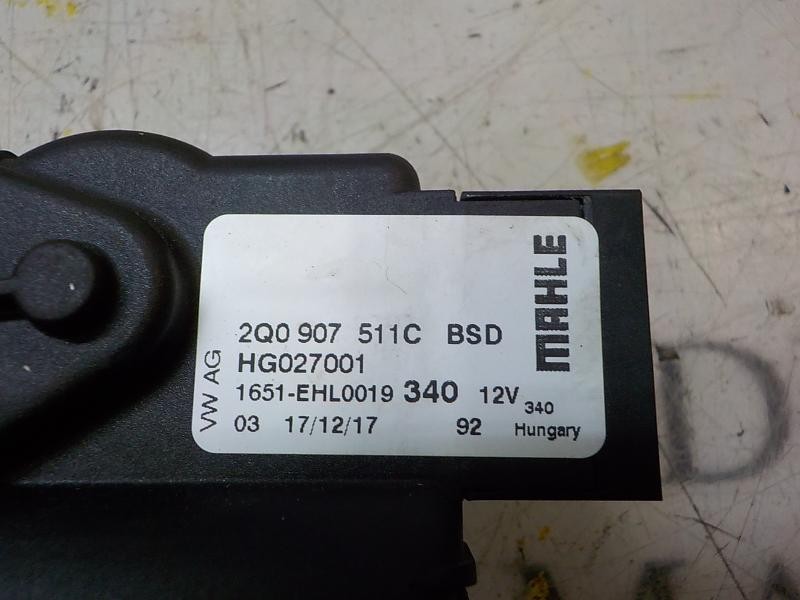 MAHLE
VW AG
2Q0 907 511C BSD
HG027001
1651-EHL0019 340 12V 340
03 17/12/17 92 Hungary